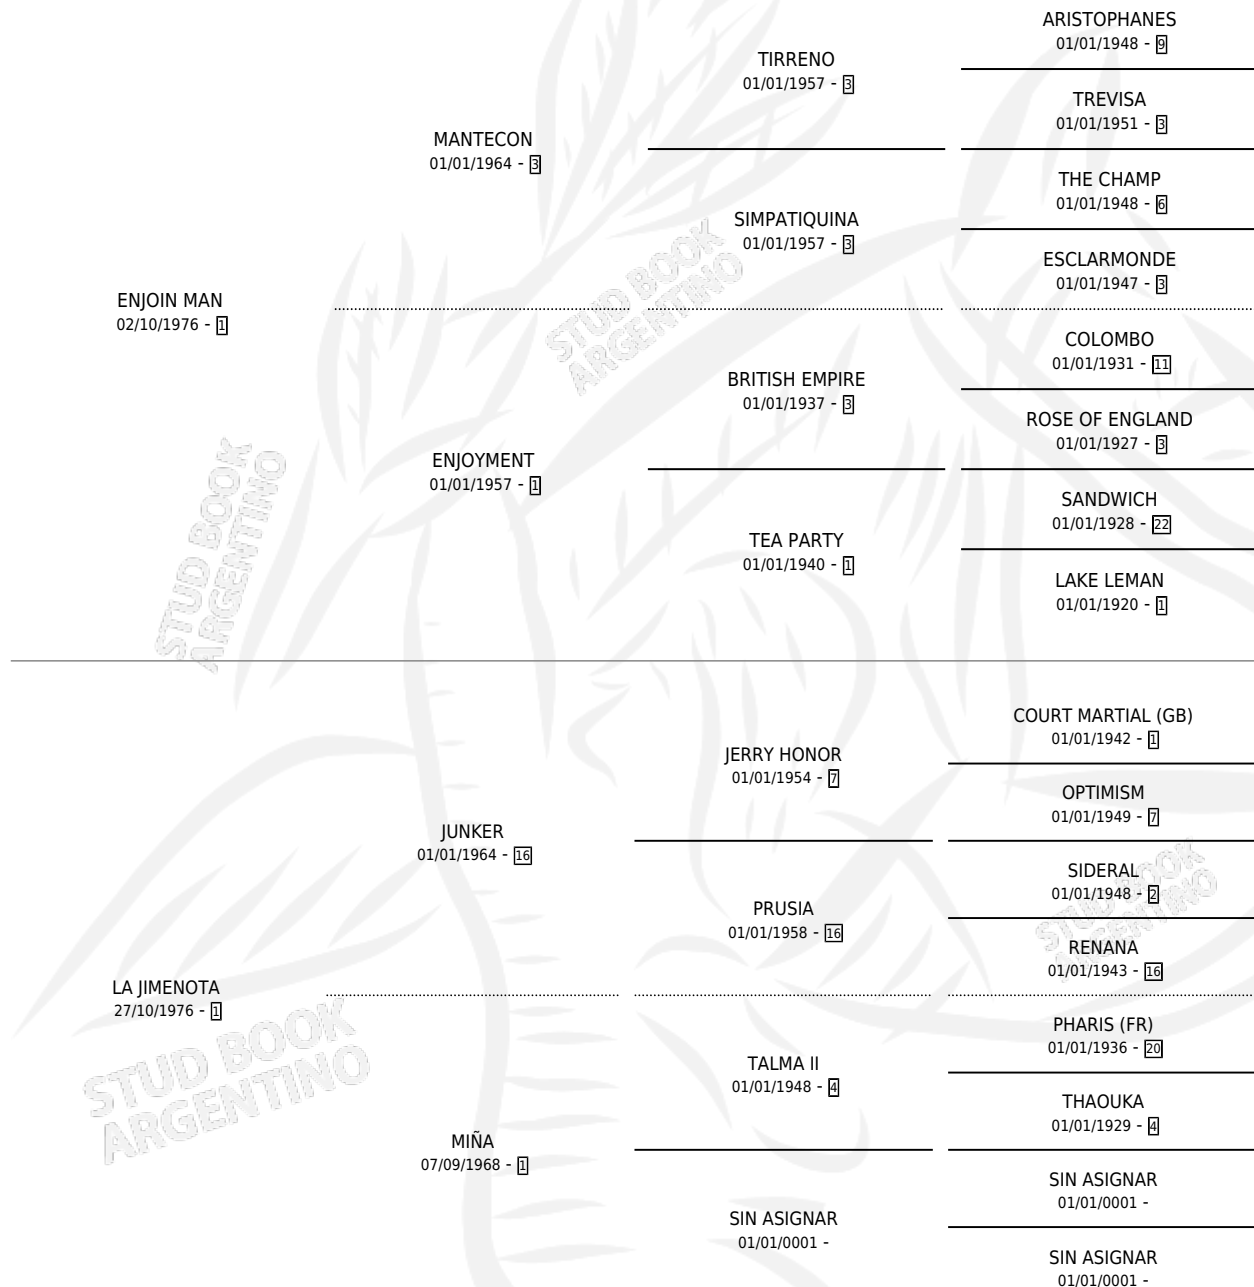 ARISTOPHANES
01/01/1948 - 9
TIRRENO
01/01/1957 - 3
TREVISA
01/01/1951 - 3
MANTECON
01/01/1964 - 3
THE CHAMP
01/01/1948 - 6
SIMPATIQUINA
01/01/1957 - 3
ESCLARMONDE
01/01/1947 - 3
ENJOIN MAN
02/10/1976 - 1
COLOMBO
01/01/1931 - 11
BRITISH EMPIRE
01/01/1937 - 3
ROSE OF ENGLAND
01/01/1927 - 3
ENJOYMENT
01/01/1957 - 1
SANDWICH
01/01/1928 - 22
TEA PARTY
01/01/1940 - 1
LAKE LEMAN
01/01/1920 - 1
COURT MARTIAL (GB)
01/01/1942 - 1
JERRY HONOR
01/01/1954 - 7
OPTIMISM
01/01/1949 - 7
JUNKER
01/01/1964 - 16
SIDERAL
01/01/1948 - 2
PRUSIA
01/01/1958 - 16
RENANA
01/01/1943 - 16
LA JIMENOTA
27/10/1976 - 1
PHARIS (FR)
01/01/1936 - 20
TALMA II
01/01/1948 - 4
THAOUKA
01/01/1929 - 4
MIÑA
07/09/1968 - 1
SIN ASIGNAR
01/01/0001 -
SIN ASIGNAR
01/01/0001 -
SIN ASIGNAR
01/01/0001 -
STUD BOOK
ARGENTINO
STUD BOOK
ARGENTINO
STUD BOOK
ARGENTINO
STUD BOOK
ARGENTINO